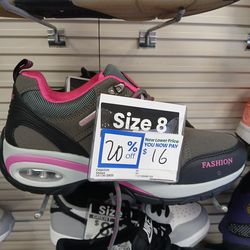 Size 8
20% off
New Lower Price
YOU NOW PAY
$16
FASHION